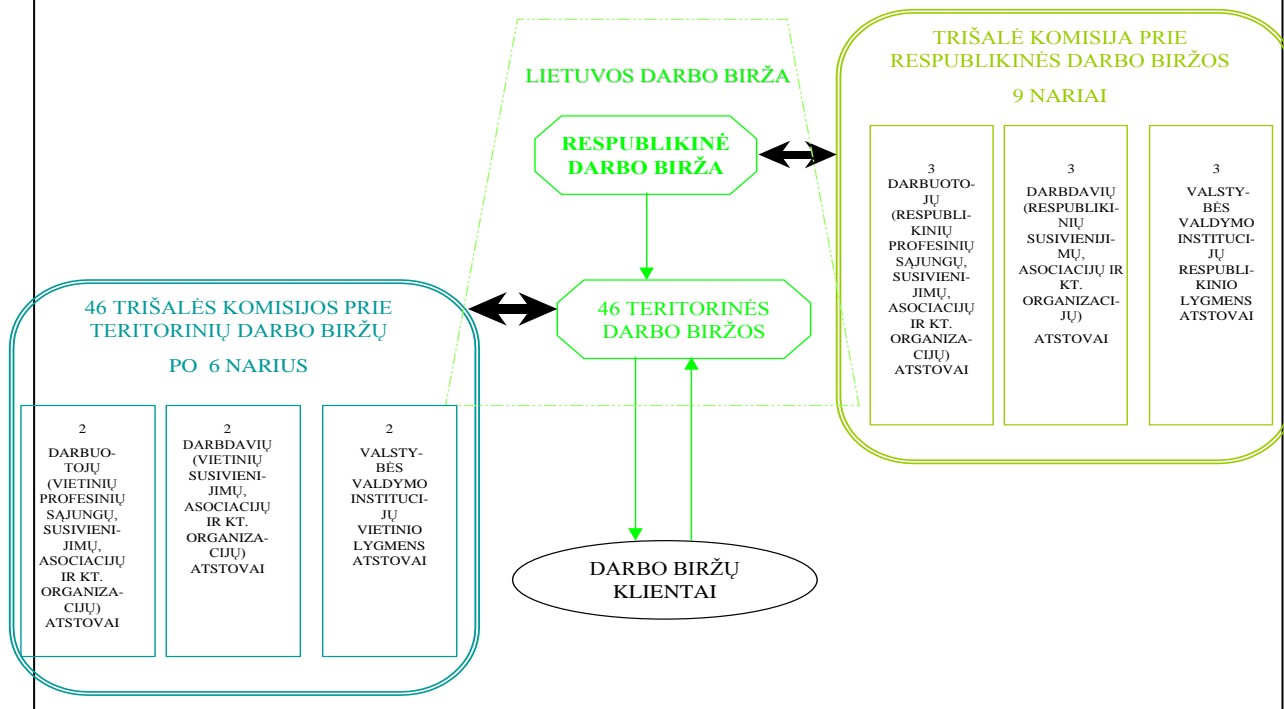 LIETUVOS DARBO BIRŽA
RESPUBLIKINĖ
DARBO BIRŽA
46 TERITORINĖS
DARBO BIRŽOS
DARBO BIRŽŲ
KLIENTAI
TRIŠALĖ KOMISIJA PRIE
RESPUBLIKINĖS DARBO BIRŽOS
9 NARIAI
3
DARBUOTO-
JŲ
(RESPUBLI-
KINIŲ
PROFESINIŲ
SĄJUNGŲ,
SUSIVIENI-
JIMŲ,
ASOCIACIJŲ
IR KT.
ORGANIZA-
CIJŲ)
ATSTOVAI
3
DARBDAVIŲ
(RESPUBLIKI-
NIŲ
SUSIVIENIJI-
MŲ,
ASOCIACIJŲ IR
KT.
ORGANIZACI-
JŲ)
ATSTOVAI
3
VALSTY-
BĖS
VALDYMO
INSTITUCI-
JŲ
RESPUBLI-
KINIO
LYGMENS
ATSTOVAI
46 TRIŠALĖS KOMISIJOS PRIE
TERITORINIŲ DARBO BIRŽŲ
PO 6 NARIUS
2
DARBUO-
TOJŲ
(VIETINIŲ
PROFESINIŲ
SĄJUNGŲ,
SUSIVIENI-
JIMŲ,
ASOCIACIJŲ
IR KT.
ORGANIZA-
CIJŲ)
ATSTOVAI
2
DARBDAVIŲ
(VIETINIŲ
SUSIVIENI-
JIMŲ,
ASOCIACIJŲ
IR KT.
ORGANIZA-
CIJŲ)
ATSTOVAI
2
VALSTY-
BĖS
VALDYMO
INSTITUCI-
JŲ
VIETINIO
LYGMENS
ATSTOVAI